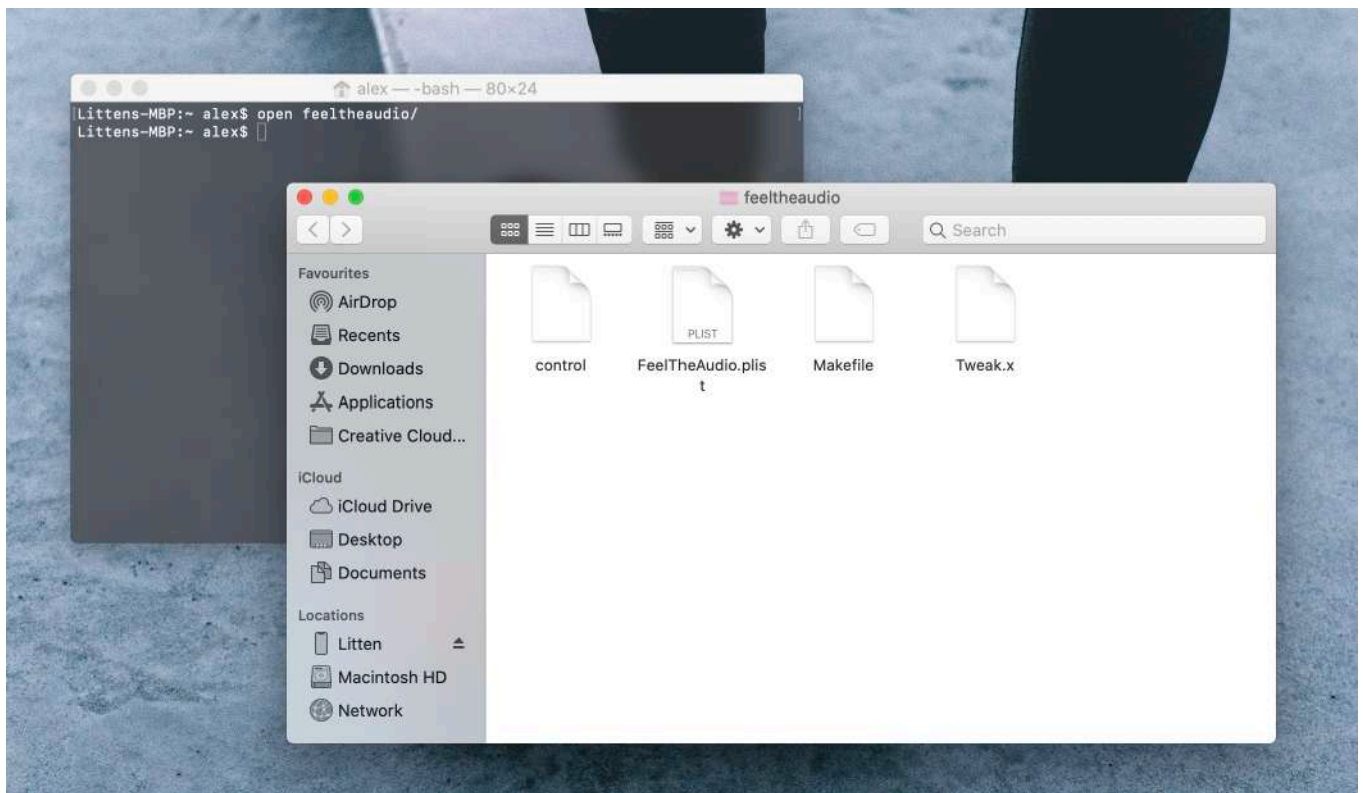 alex — -bash — 80×24
Littens-MBP:~ alex$ open feeltheaudio/
Littens-MBP:~ alex$
feeltheaudio
Search
Favourites
AirDrop
Recents
Downloads
Applications
Creative Cloud...
iCloud
iCloud Drive
Desktop
Documents
Locations
Litten
Macintosh HD
Network
PLIST
control
FeelTheAudio.plis
t
Makefile
Tweak.x